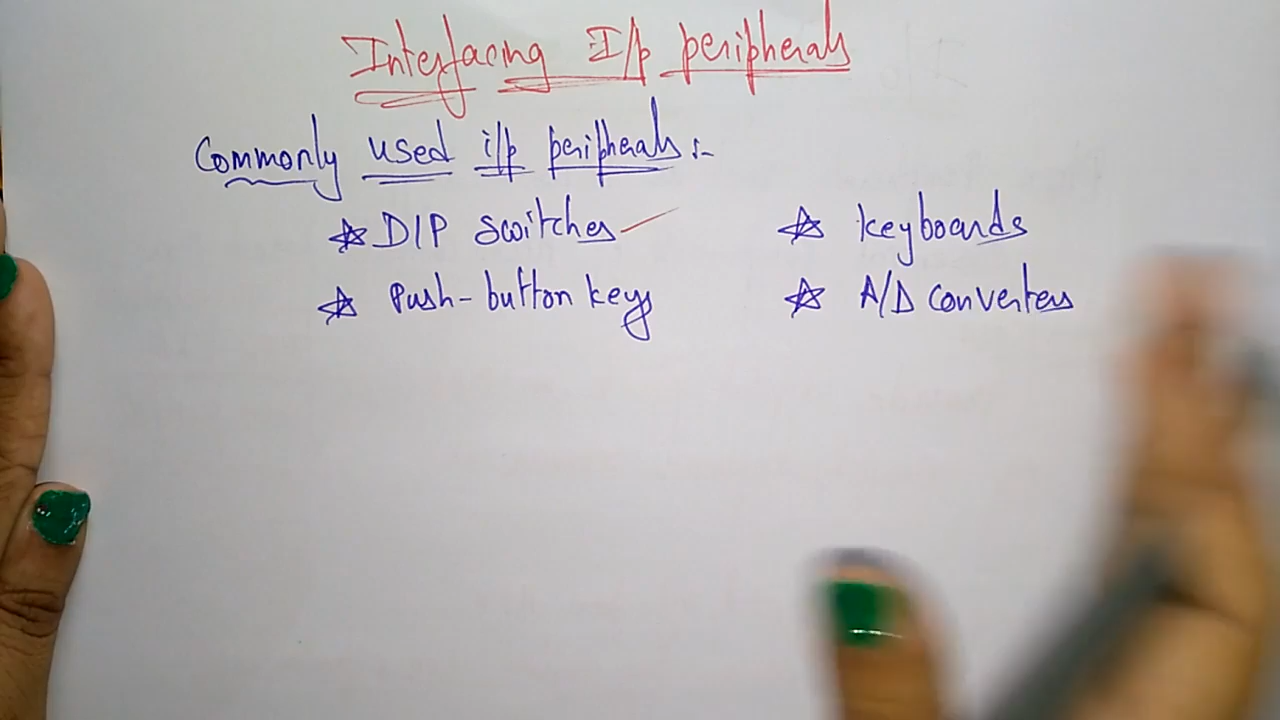 Interfacing I/p peripherals
Commonly used i/p peripherals :-
☆ DIP switches
☆ keyboards
☆ Push-button keys
☆ A/D converters